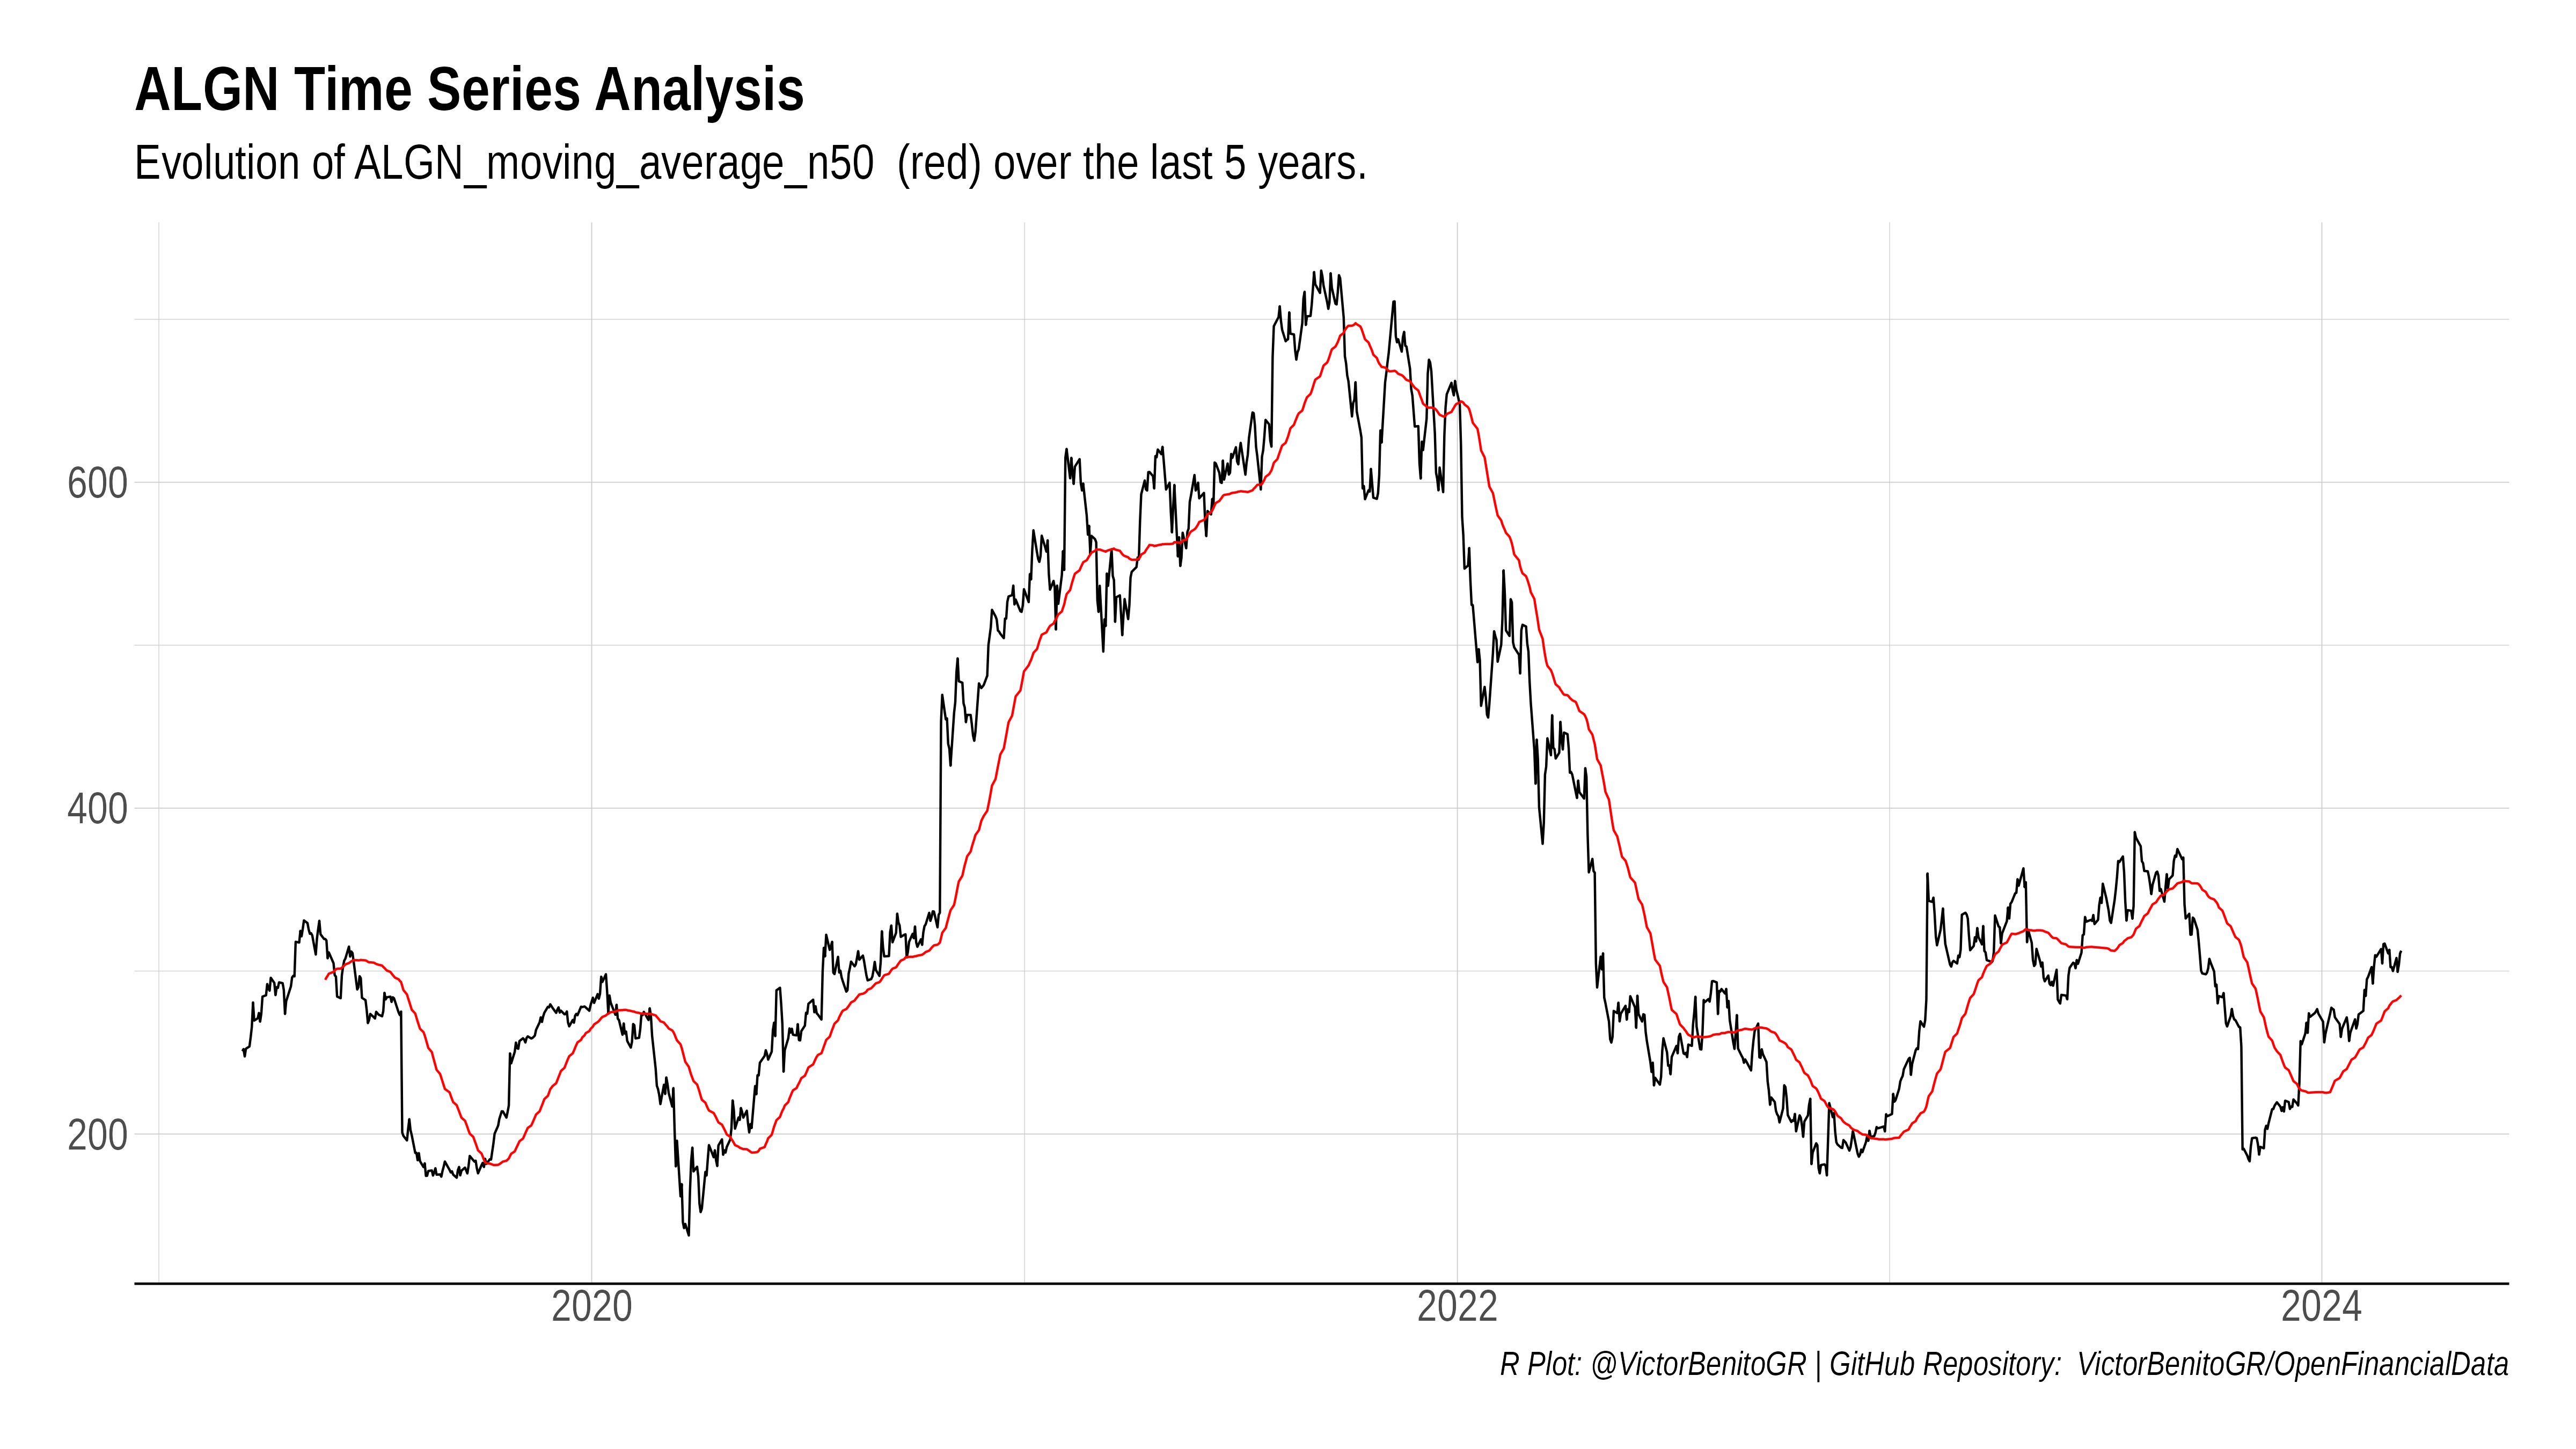 ALGN Time Series Analysis
Evolution of ALGN_moving_average_n50  (red) over the last 5 years.
600
400
200
2020 2022 2024
R Plot: @VictorBenitoGR | GitHub Repository:  VictorBenitoGR/OpenFinancialData